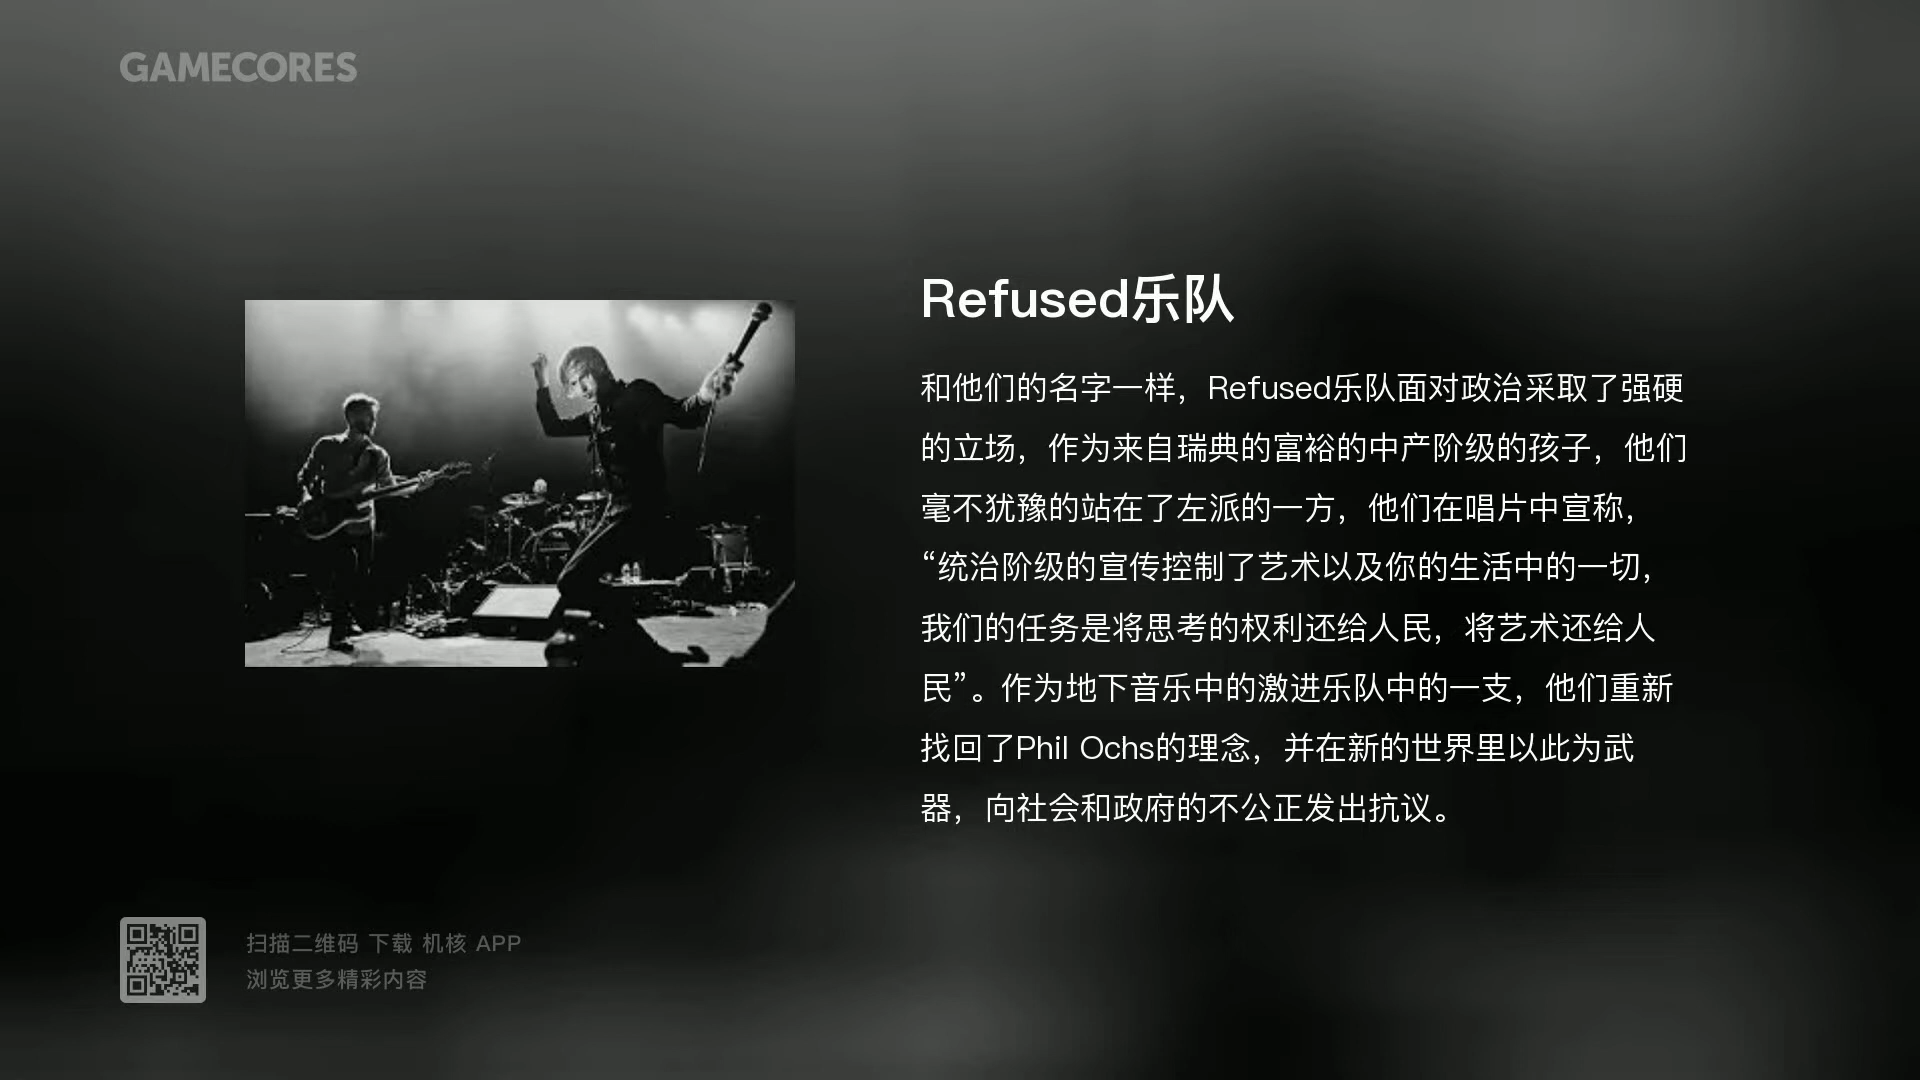 GAMECORES
Refused乐队
和他们的名字一样，Refused乐队面对政治采取了强硬
的立场，作为来自瑞典的富裕的中产阶级的孩子，他们
毫不犹豫的站在了左派的一方，他们在唱片中宣称，
“统治阶级的宣传控制了艺术以及你的生活中的一切，
我们的任务是将思考的权利还给人民，将艺术还给人
民”。作为地下音乐中的激进乐队中的一支，他们重新
找回了Phil Ochs的理念，并在新的世界里以此为武
器，向社会和政府的不公正发出抗议。
扫描二维码 下载 机核 APP
浏览更多精彩内容